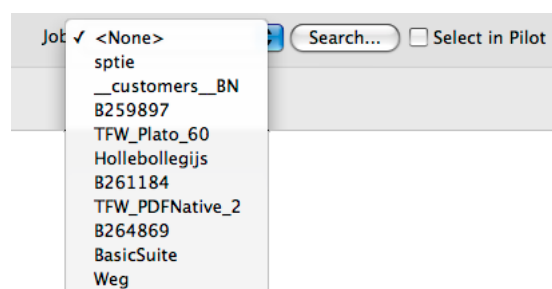 Job ✓ <None> Search... Select in Pilot
sptie
__customers__BN
B259897
TFW_Plato_60
Hollebollegijs
B261184
TFW_PDFNative_2
B264869
BasicSuite
Weg